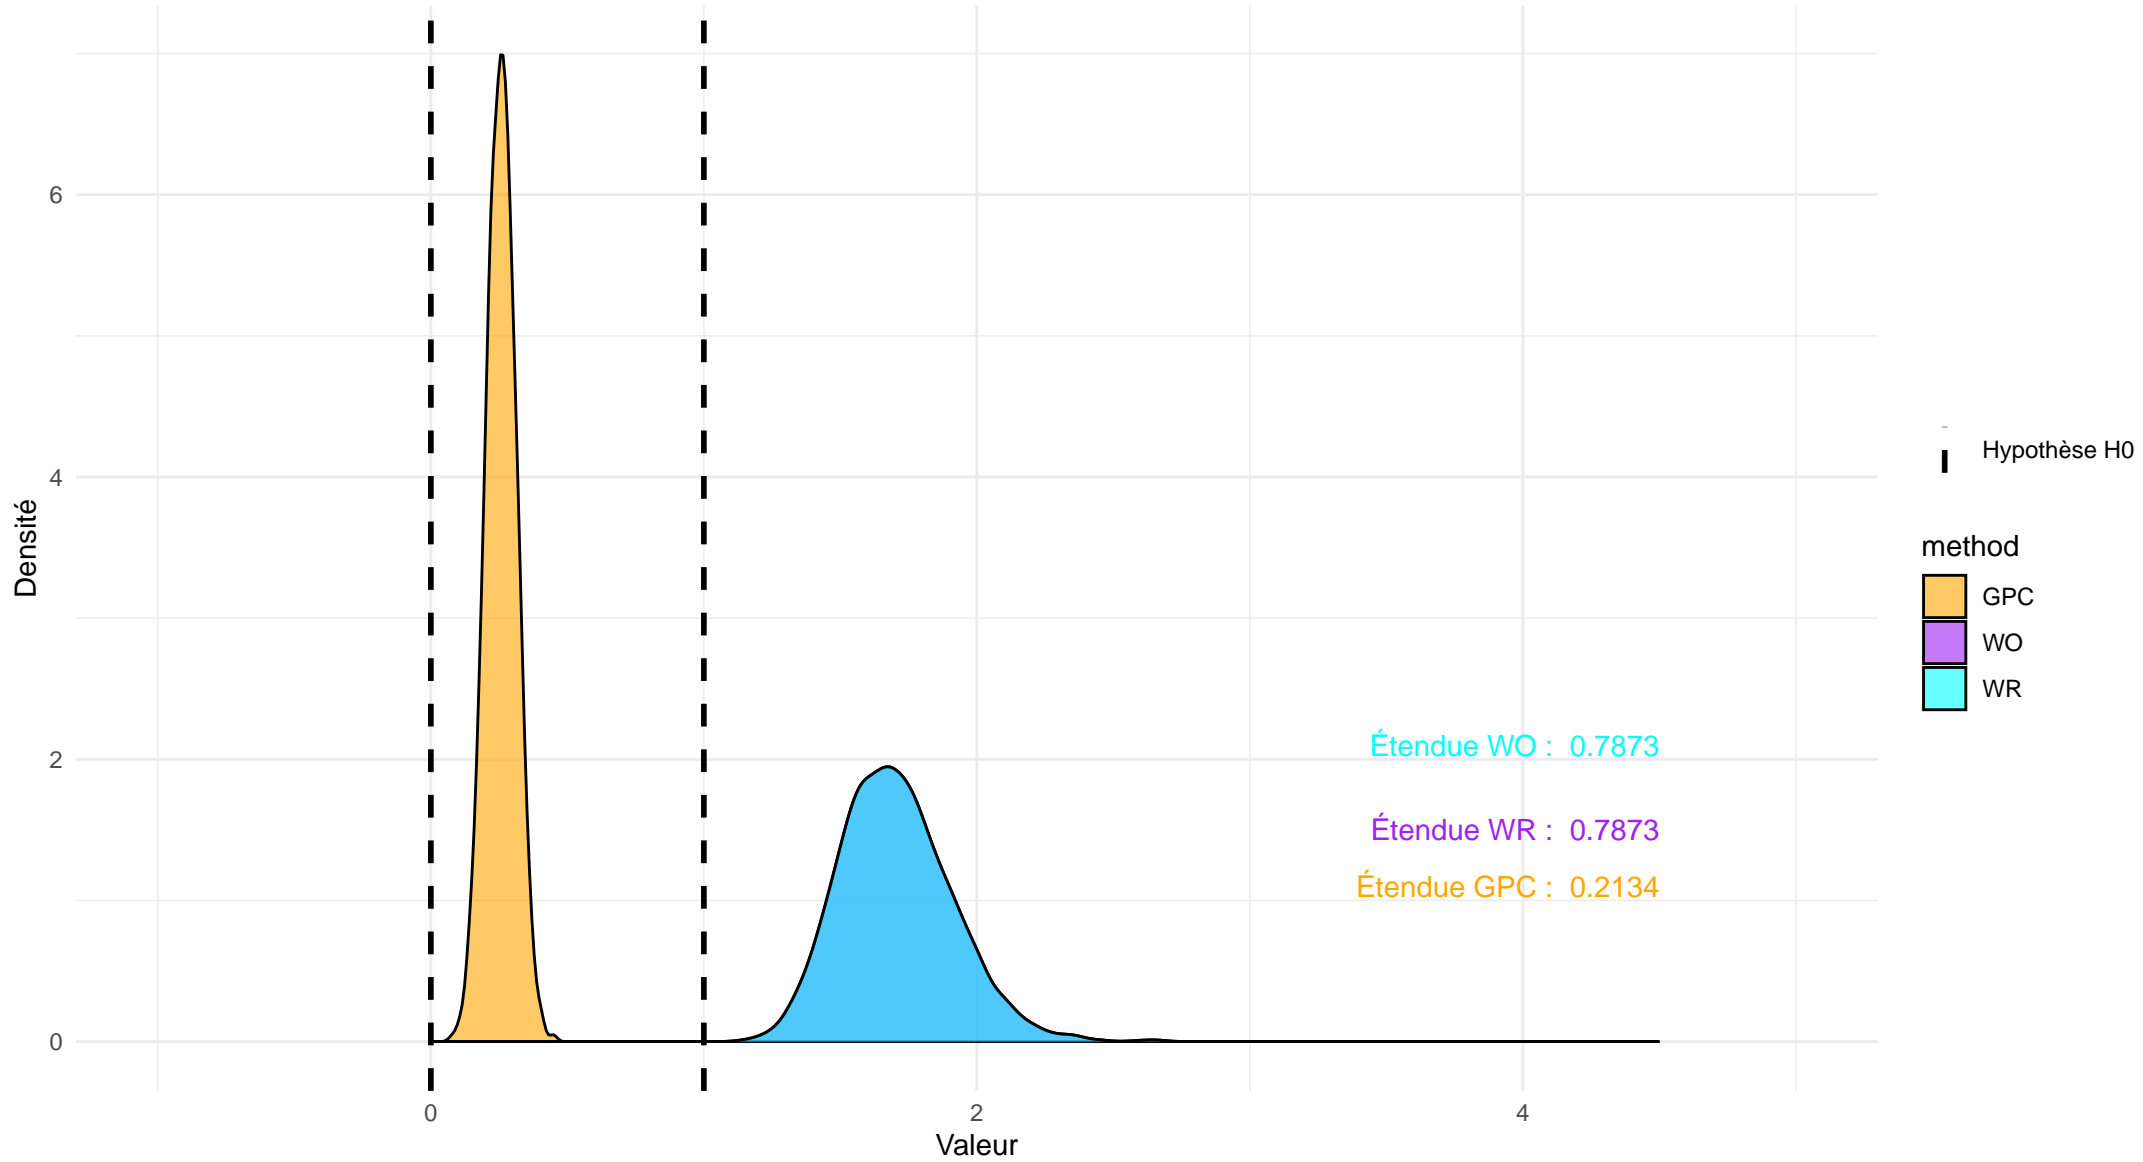 Densité
6
4
2
0
0
2
4
Valeur
Étendue WO : 0.7873
Étendue WR : 0.7873
Étendue GPC : 0.2134
Hypothèse H0
method
GPC
WO
WR